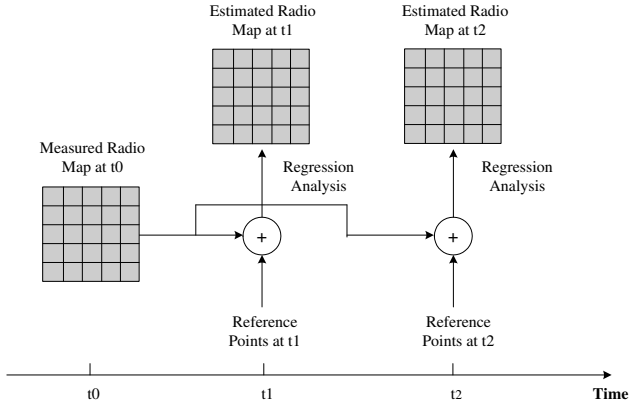 Estimated Radio
Map at t1
Estimated Radio
Map at t2
Measured Radio
Map at t0
Regression
Analysis
Regression
Analysis
+
+
Reference
Points at t1
Reference
Points at t2
t0
t1
t2
Time